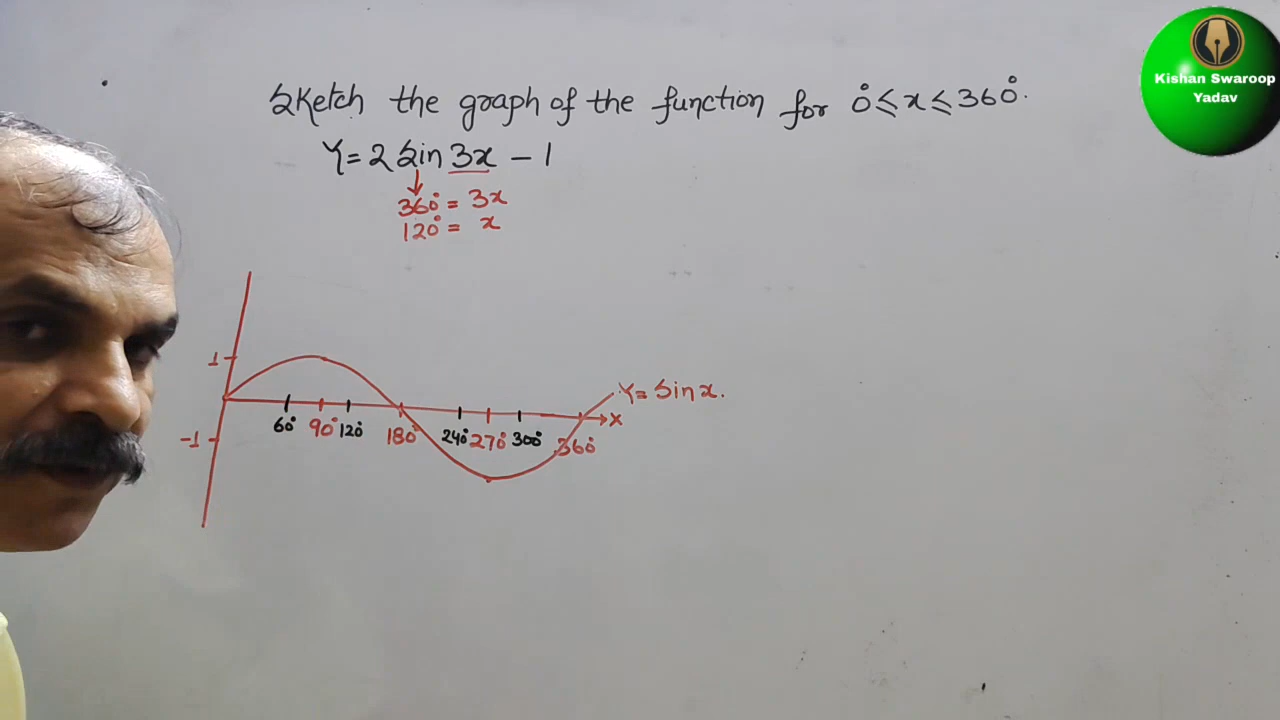 Sketch the graph of the function for 0° ≤ x ≤ 360°.
Y = 2 Sin 3x - 1
360° = 3x
120° = x
1
-1
60° 90° 120° 180° 240° 270° 300° 360°
x
Y = Sin x.
Kishan Swaroop
Yadav